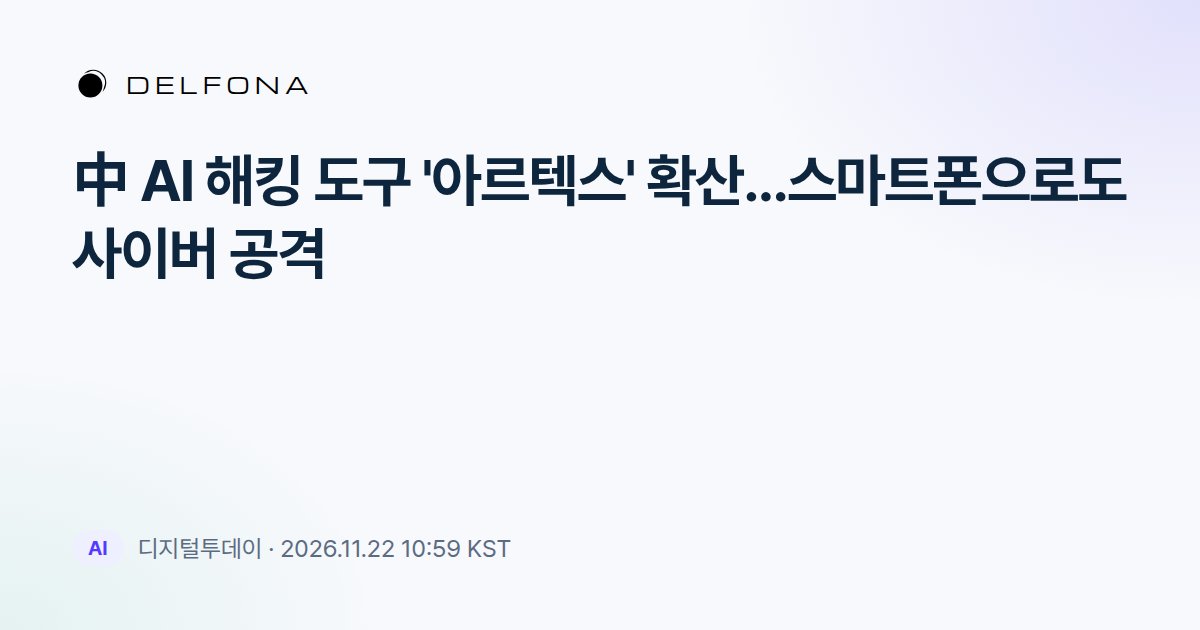 DELFONA
中 AI 해킹 도구 '아르텍스' 확산...스마트폰으로도
사이버 공격
AI 디지털투데이 · 2026.11.22 10:59 KST